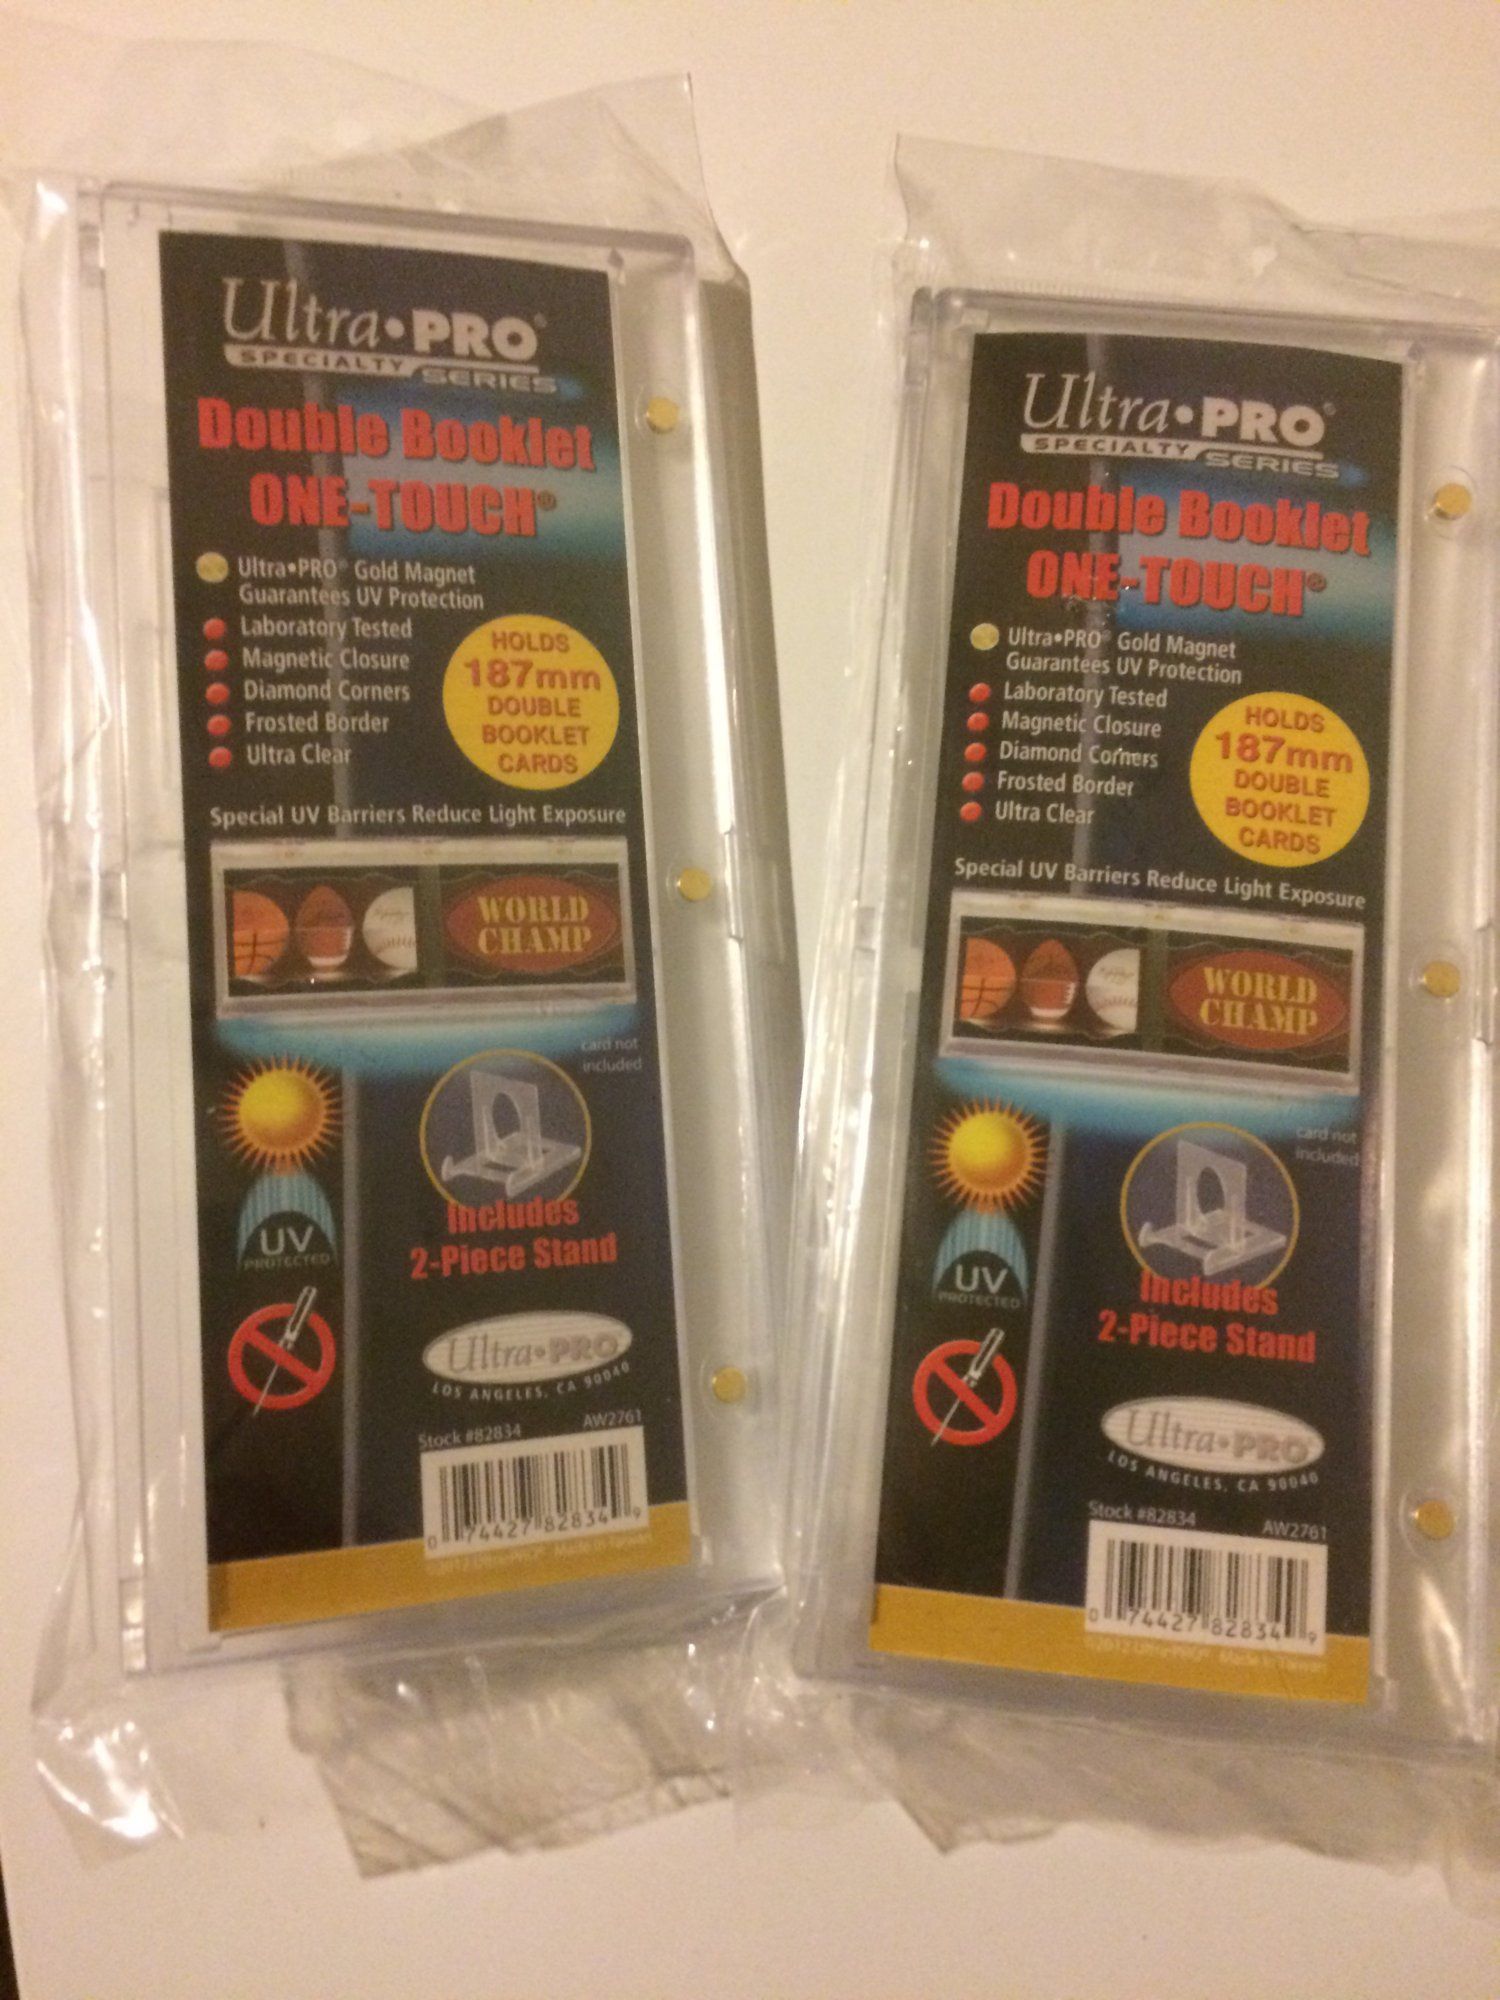 Ultra•PRO®
SPECIALTY SERIES
Double Booklet
ONE-TOUCH®
Ultra•PRO® Gold Magnet
Guarantees UV Protection
Laboratory Tested
Magnetic Closure
Diamond Corners
Frosted Border
Ultra Clear
HOLDS
187mm
DOUBLE
BOOKLET
CARDS
Special UV Barriers Reduce Light Exposure
WORLD
CHAMP
card not
included
UV
PROTECTED
Includes
2-Piece Stand
Ultra•PRO
LOS ANGELES, CA 90040
Stock #82834
AW2761
0 74427 82834 9
Ultra•PRO®
SPECIALTY SERIES
Double Booklet
ONE-TOUCH®
Ultra•PRO® Gold Magnet
Guarantees UV Protection
Laboratory Tested
Magnetic Closure
Diamond Corners
Frosted Border
Ultra Clear
HOLDS
187mm
DOUBLE
BOOKLET
CARDS
Special UV Barriers Reduce Light Exposure
WORLD
CHAMP
card not
included
UV
PROTECTED
Includes
2-Piece Stand
Ultra•PRO
LOS ANGELES, CA 90040
Stock #82834
AW2761
0 74427 82834 9
©2012 Ultra•PRO® Made in Taiwan